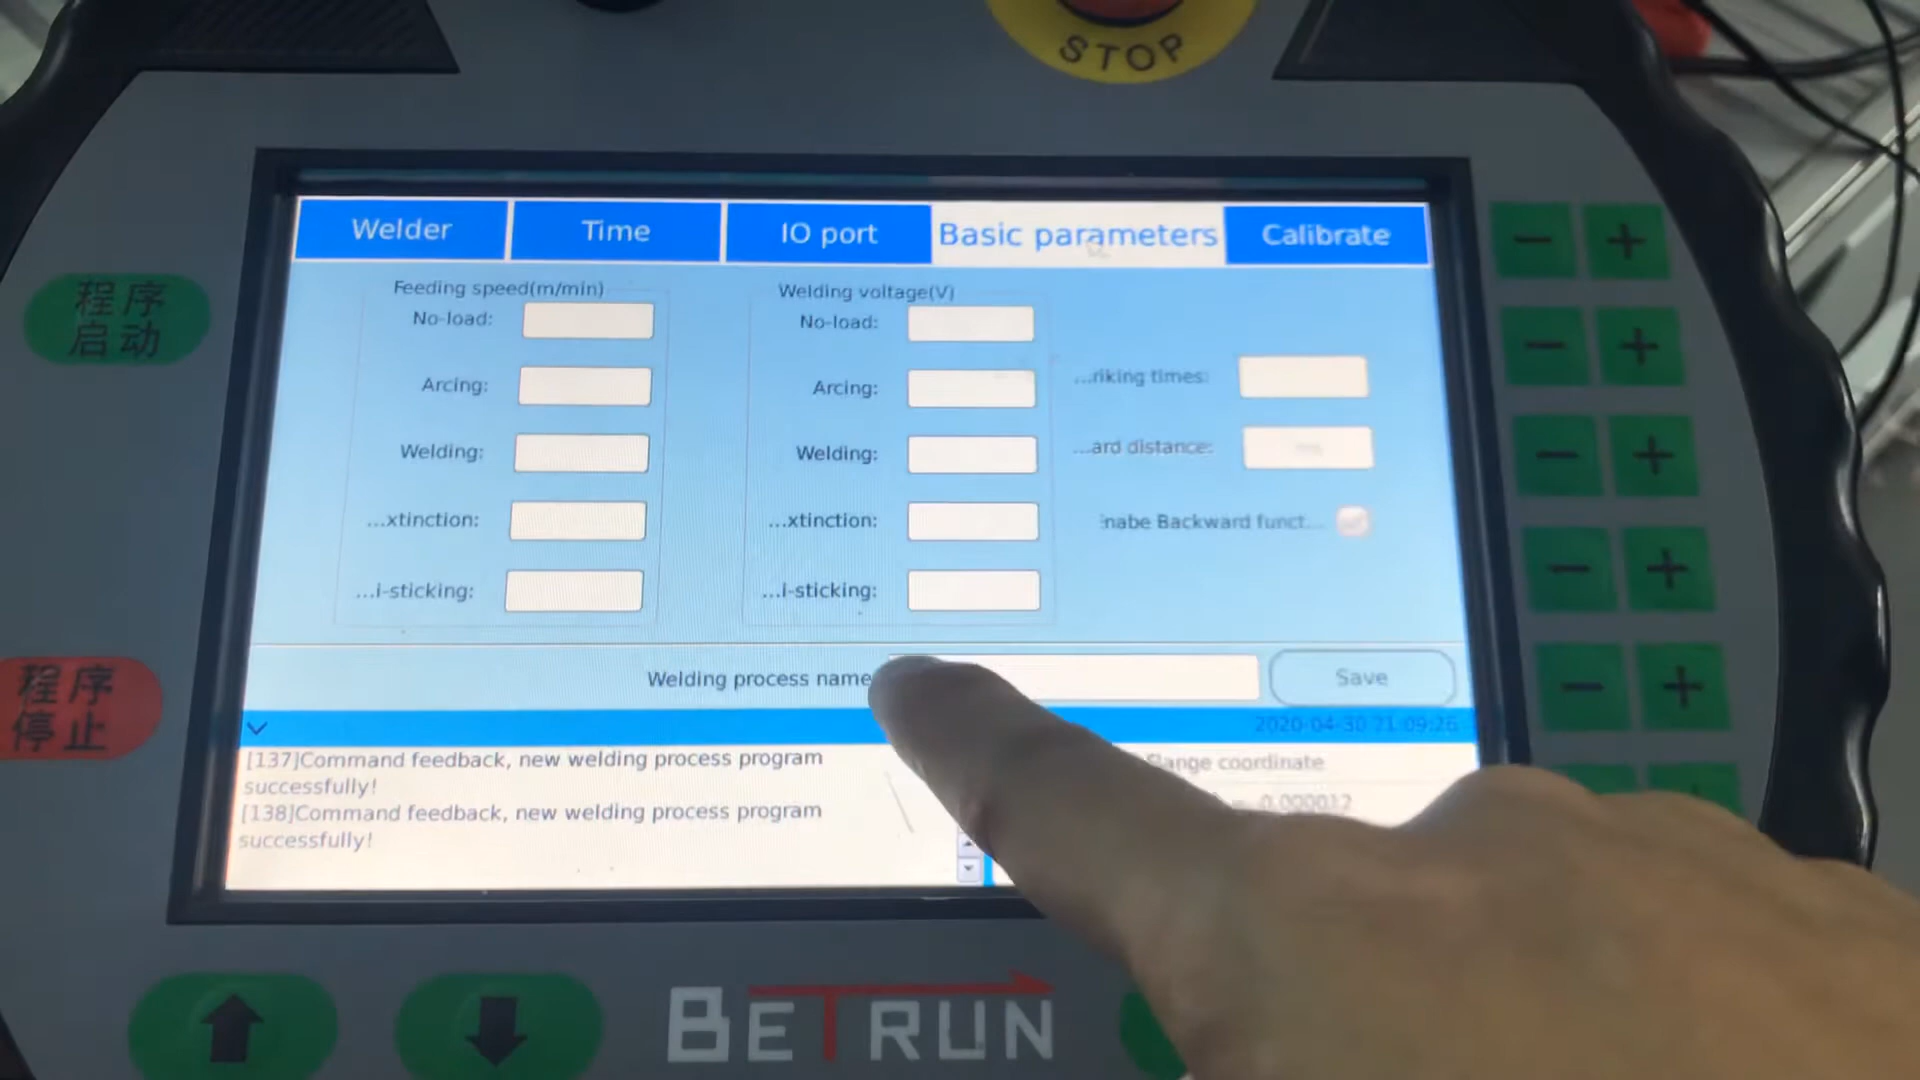 STOP
Welder Time IO port Basic parameters Calibrate
程序
启动
Feeding speed(m/min) Welding voltage(V)
No-load: No-load:
...riking times:
Arcing: Arcing:
...ard distance:
Welding: Welding:
...xtinction: ...xtinction: nabe Backward funct...
...i-sticking: ...i-sticking:
程序
停止
Welding process name Save
2020-04-30 21:09:26
[137]Command feedback, new welding process program
successfully!
[138]Command feedback, new welding process program
successfully!
coordinate
0.000012
BETRUN